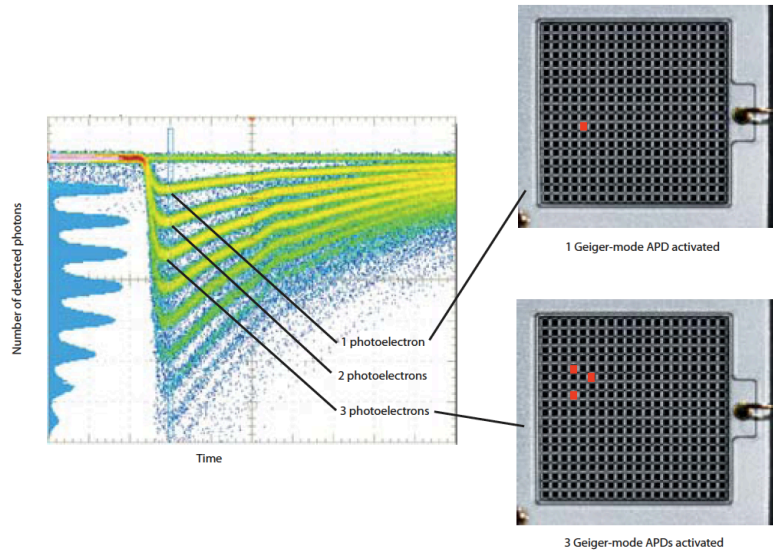 Number of detected photons
Time
1 photoelectron
2 photoelectrons
3 photoelectrons
1 Geiger-mode APD activated
3 Geiger-mode APDs activated